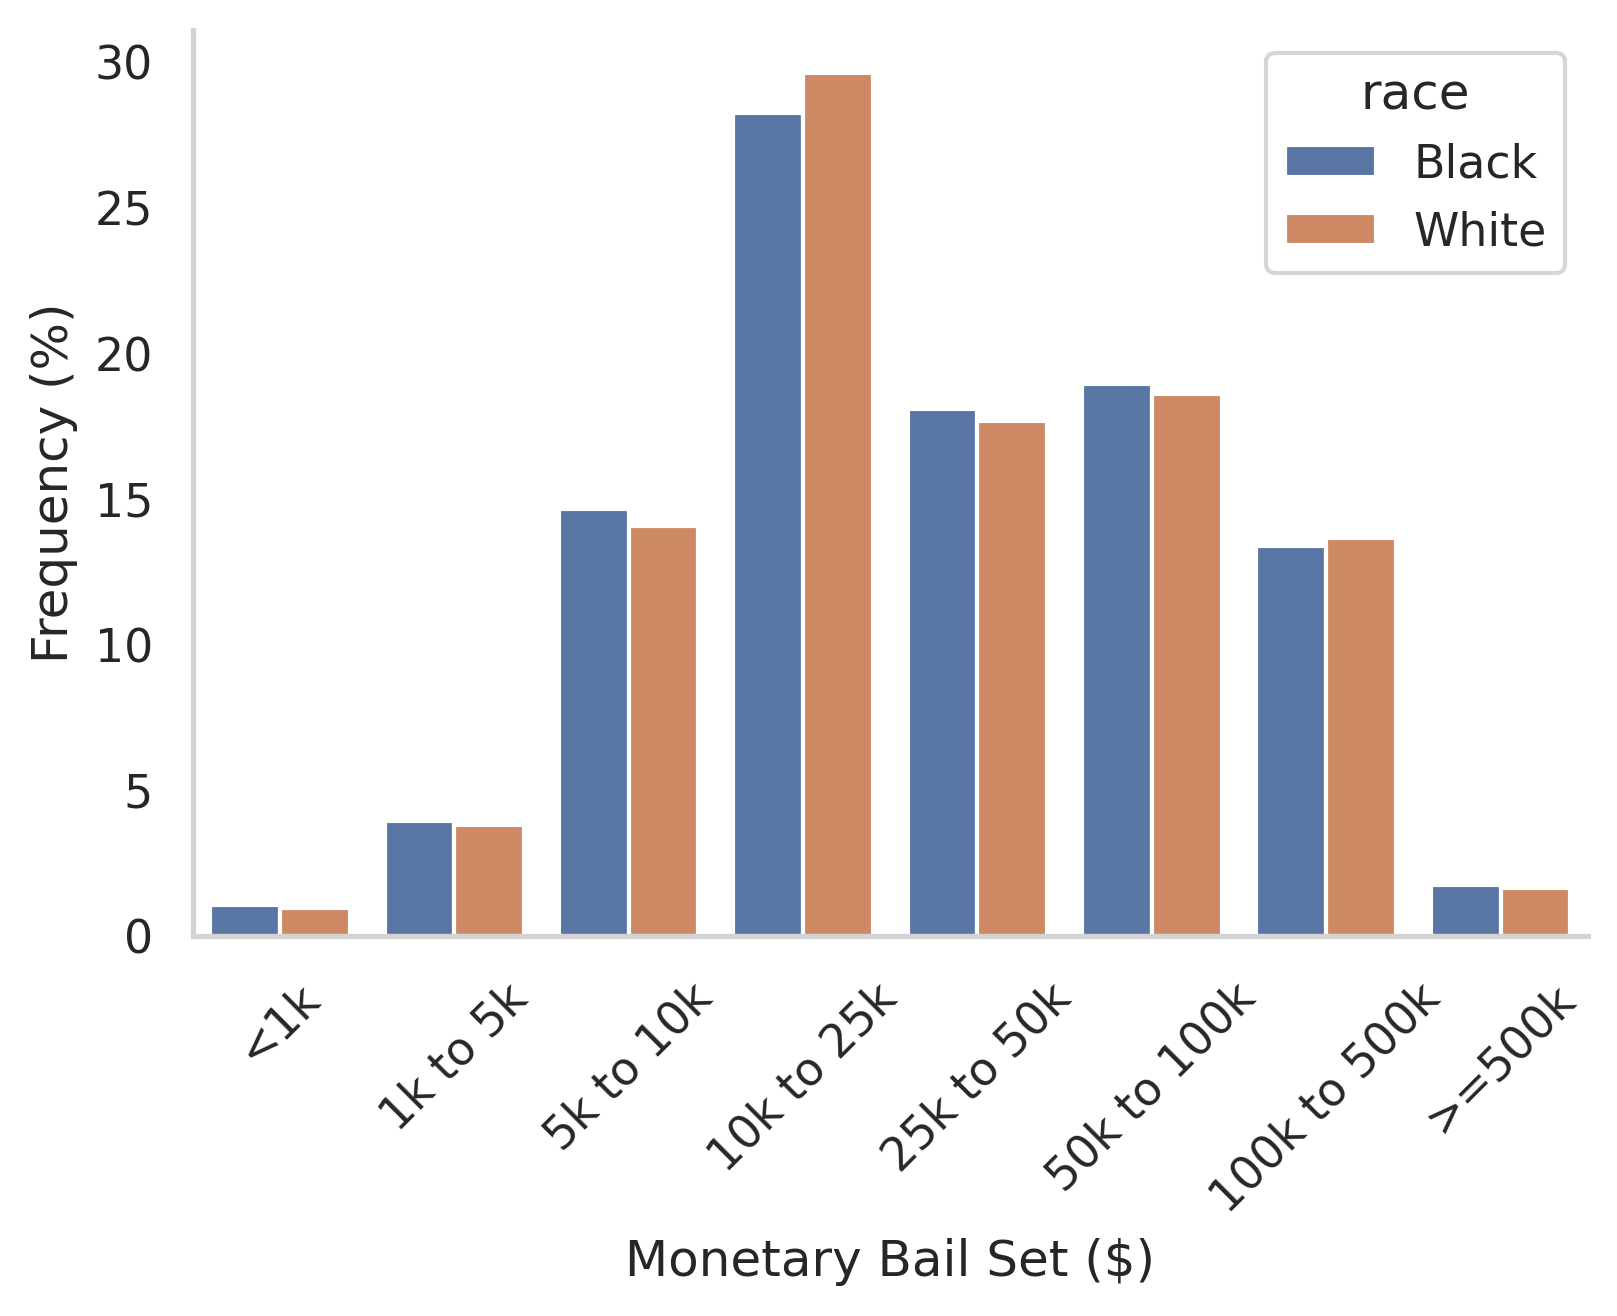 30
25
20
15
10
5
0
Frequency (%)
race
Black
White
<1k
1k to 5k
5k to 10k
10k to 25k
25k to 50k
50k to 100k
100k to 500k
>=500k
Monetary Bail Set ($)